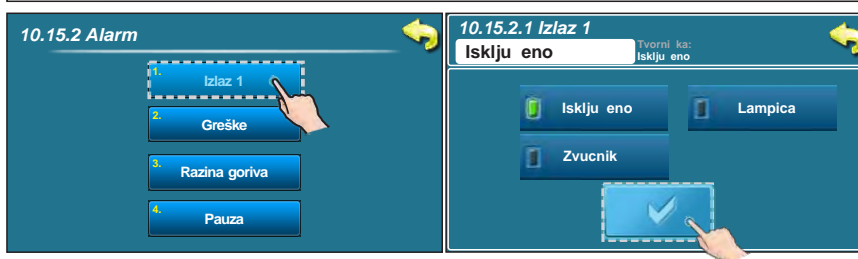 10.15.2 Alarm
1. Izlaz 1
2. Greške
3. Razina goriva
4. Pauza
10.15.2.1 Izlaz 1
Isklju eno
Tvorni ka:
Isklju eno
Isklju eno
Lampica
Zvucnik